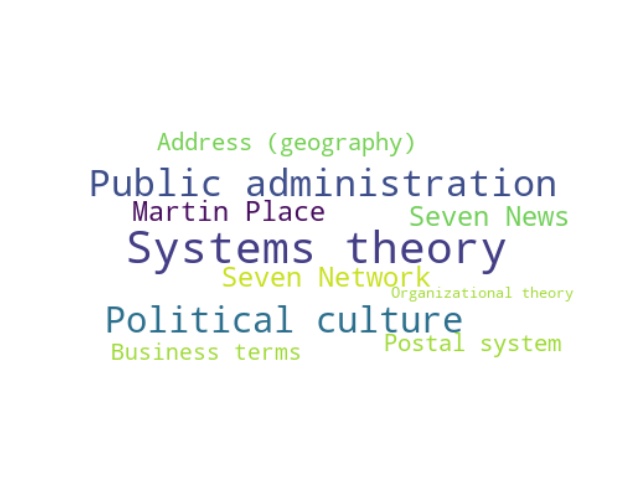 Address (geography)
Public administration
Martin Place
Seven News
Systems theory
Seven Network
Organizational theory
Political culture
Postal system
Business terms